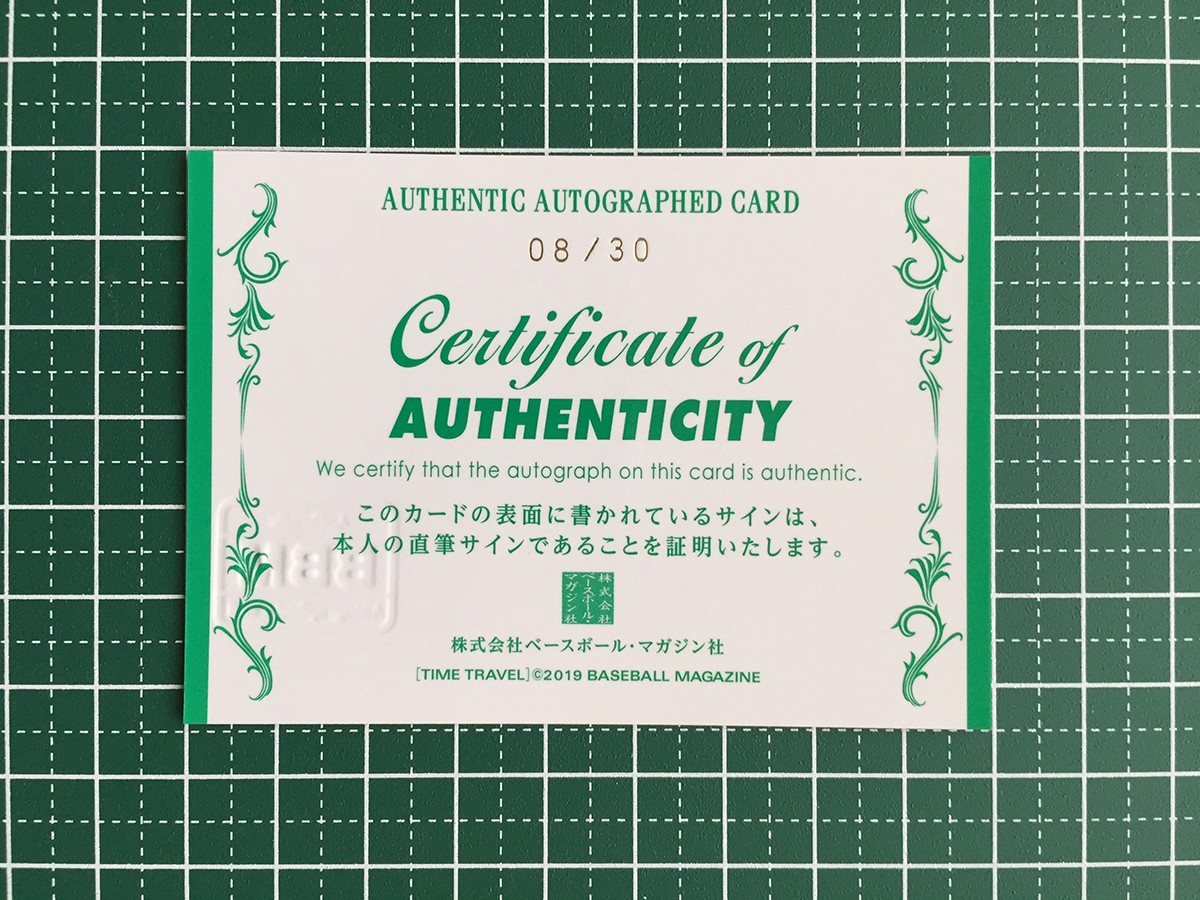 AUTHENTIC AUTOGRAPHED CARD
08/30
Certificate of
AUTHENTICITY
We certify that the autograph on this card is authentic.
このカードの表面に書かれているサインは、
本人の直筆サインであることを証明いたします。
株式会社
ベースボール・
マガジン社
株式会社ベースボール・マガジン社
[TIME TRAVEL]©2019 BASEBALL MAGAZINE